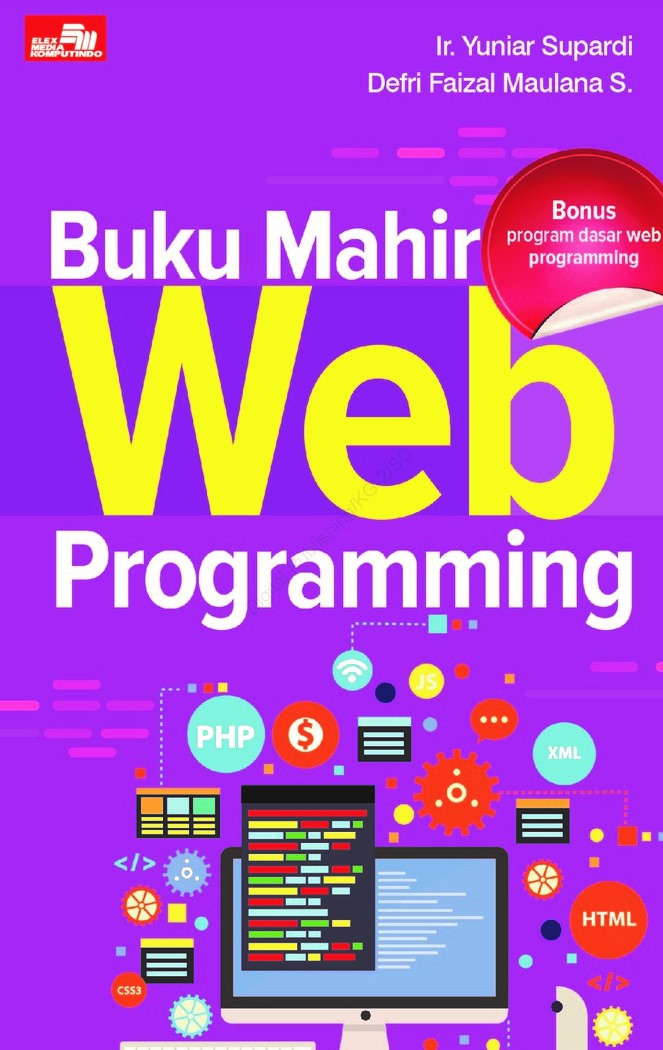 ELEX
MEDIA
KOMPUTINDO
Ir. Yuniar Supardi
Defri Faizal Maulana S.
Bonus
program dasar web
programming
Buku Mahir
Web
Programming
JS
PHP
$
XML
</>
HTML
CSS3
</>